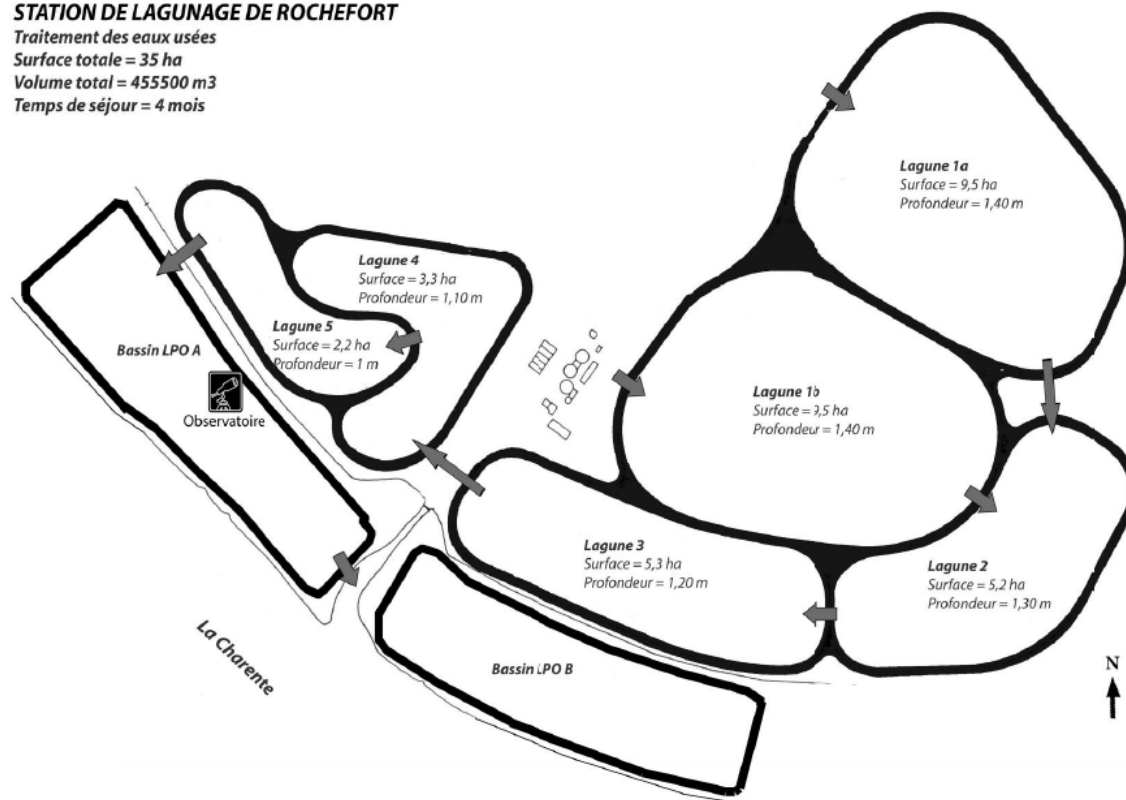 STATION DE LAGUNAGE DE ROCHEFORT
Traitement des eaux usées
Surface totale = 35 ha
Volume total = 455500 m3
Temps de séjour = 4 mois
Lagune 1a
Surface = 9,5 ha
Profondeur = 1,40 m
Lagune 4
Surface = 3,3 ha
Profondeur = 1,10 m
Lagune 5
Surface = 2,2 ha
Profondeur = 1 m
Bassin LPO A
Observatoire
Lagune 1b
Surface = 9,5 ha
Profondeur = 1,40 m
Lagune 3
Surface = 5,3 ha
Profondeur = 1,20 m
Lagune 2
Surface = 5,2 ha
Profondeur = 1,30 m
La Charente
Bassin LPO B
N